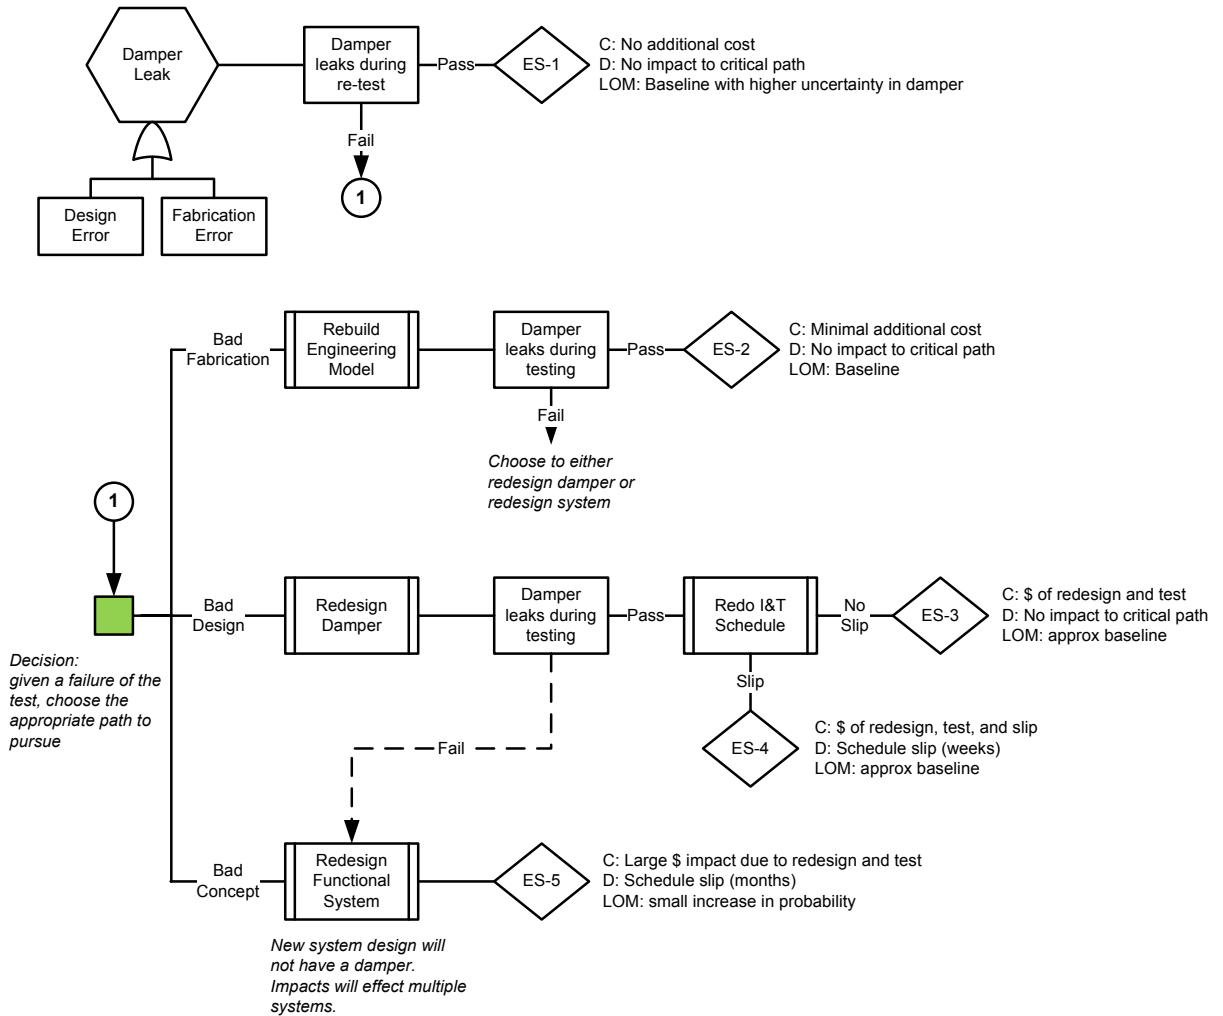 Damper
Leak
Damper
leaks during
re-test
Pass
ES-1
C: No additional cost
D: No impact to critical path
LOM: Baseline with higher uncertainty in damper
Fail
1
Design
Error
Fabrication
Error
Bad
Fabrication
Rebuild
Engineering
Model
Damper
leaks during
testing
Pass
ES-2
C: Minimal additional cost
D: No impact to critical path
LOM: Baseline
Fail
Choose to either
redesign damper or
redesign system
1
Decision:
given a failure of the
test, choose the
appropriate path to
pursue
Bad
Design
Redesign
Damper
Damper
leaks during
testing
Pass
Redo I&T
Schedule
No
Slip
ES-3
C: $ of redesign and test
D: No impact to critical path
LOM: approx baseline
Slip
ES-4
C: $ of redesign, test, and slip
D: Schedule slip (weeks)
LOM: approx baseline
Fail
Bad
Concept
Redesign
Functional
System
ES-5
C: Large $ impact due to redesign and test
D: Schedule slip (months)
LOM: small increase in probability
New system design will
not have a damper.
Impacts will effect multiple
systems.